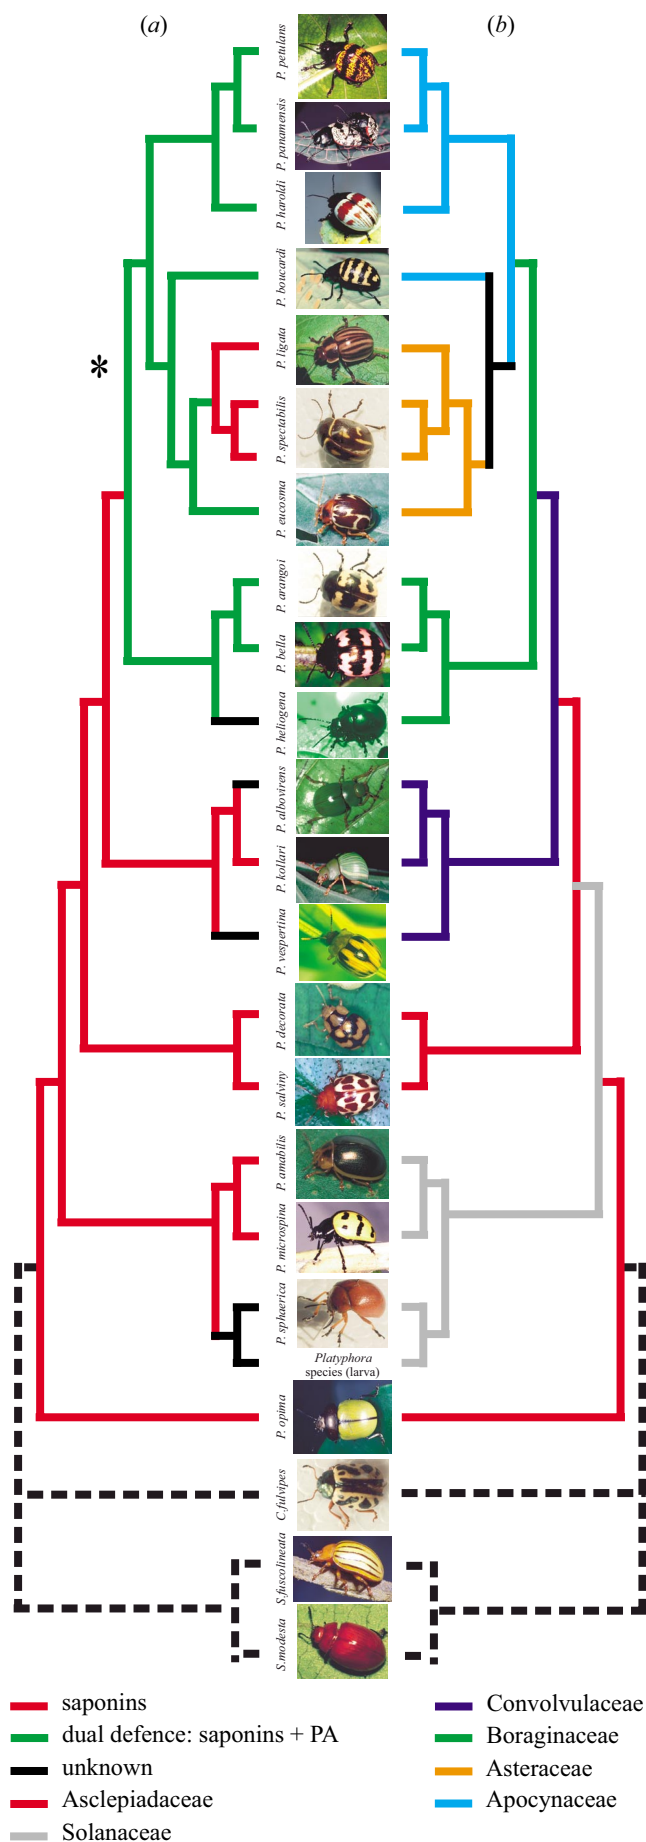 (a)
(b)
P. petulans
P. panamensis
P. haroldi
P. boucardi
P. ligata
P. spectabilis
P. eucosma
P. arangoi
P. bella
P. heliogena
P. albovirens
P. kollari
P. vespertina
P. decorata
P. salviny
P. amabilis
P. microspina
P. sphaerica
Platyphora
species (larva)
P. opima
C.fulvipes
S.fuscolineata
S.modesta
*
saponins
dual defence: saponins + PA
unknown
Asclepiadaceae
Solanaceae
Convolvulaceae
Boraginaceae
Asteraceae
Apocynaceae